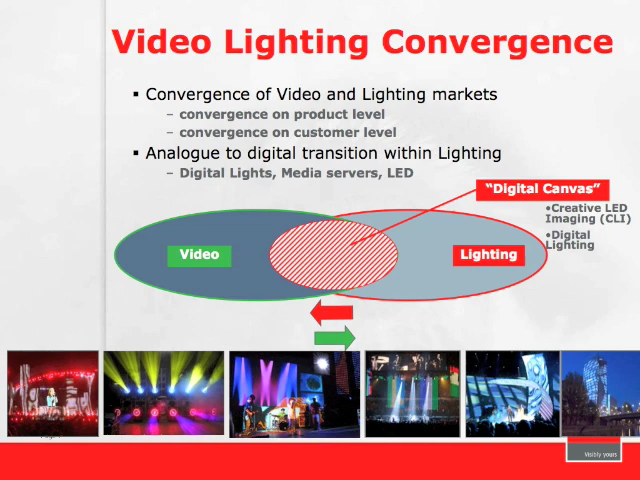 Video Lighting Convergence
▪ Convergence of Video and Lighting markets
– convergence on product level
– convergence on customer level
▪ Analogue to digital transition within Lighting
– Digital Lights, Media servers, LED
“Digital Canvas”
•Creative LED
Imaging (CLI)
•Digital
Lighting
Video
Lighting
Visibly yours